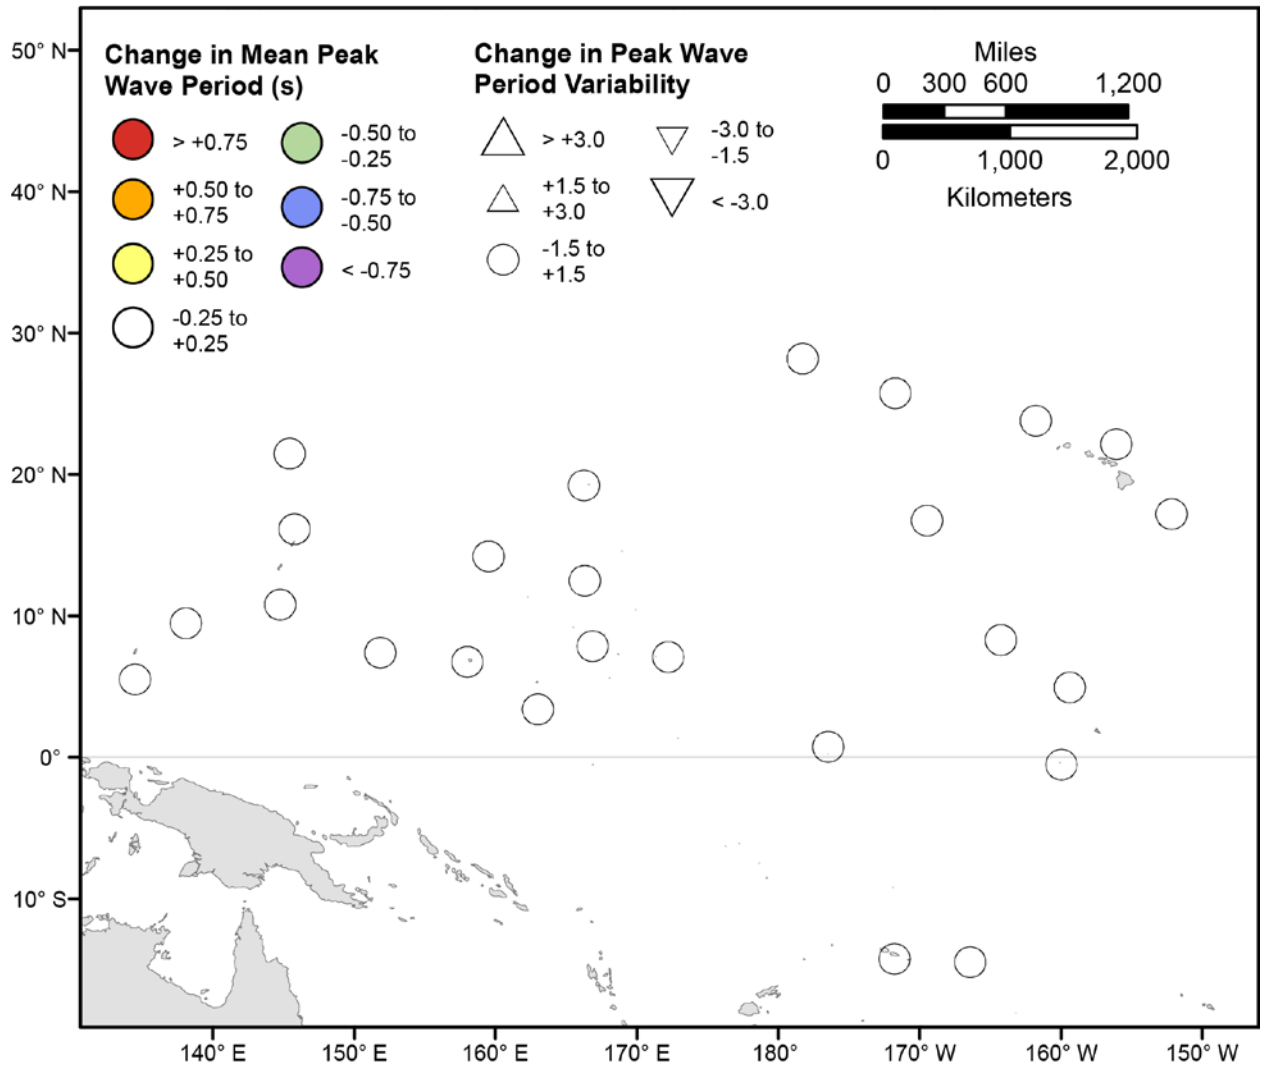 Change in Mean Peak
Wave Period (s)
> +0.75
+0.50 to
+0.75
+0.25 to
+0.50
-0.25 to
+0.25
-0.50 to
-0.25
-0.75 to
-0.50
< -0.75
Change in Peak Wave
Period Variability
> +3.0
+1.5 to
+3.0
-1.5 to
+1.5
-3.0 to
-1.5
< -3.0
Miles
0 300 600 1,200
0 1,000 2,000
Kilometers
50° N
40° N
30° N
20° N
10° N
0°
10° S
140° E 150° E 160° E 170° E 180° 170° W 160° W 150° W